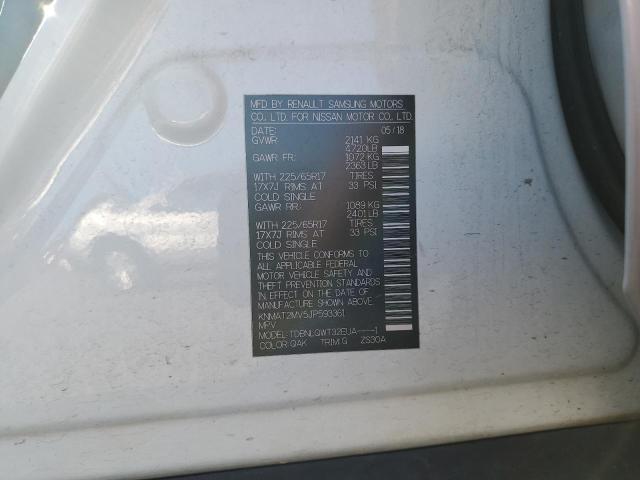 MFD BY RENAULT SAMSUNG MOTORS
CO. LTD. FOR NISSAN MOTOR CO. LTD.
DATE: 05/18
GVWR 2141 KG
4720LB
GAWR FR: 1072 KG
2363LB
WITH 225/65R17 TIRES
17X7J RIMS AT 33 PSI
COLD SINGLE
GAWR RR: 1089 KG
2401LB
WITH 225/65R17 TIRES
17X7J RIMS AT 33 PSI
COLD SINGLE
THIS VEHICLE CONFORMS TO
ALL APPLICABLE FEDERAL
MOTOR VEHICLE SAFETY AND
THEFT PREVENTION STANDARDS
IN EFFECT ON THE DATE OF
MANUFACTURE SHOWN ABOVE.
KNMAT2MV5JP593361
MPV
MODEL:TDBNLQWT32EUA----1
COLOR QAK TRIM:G ZS30A